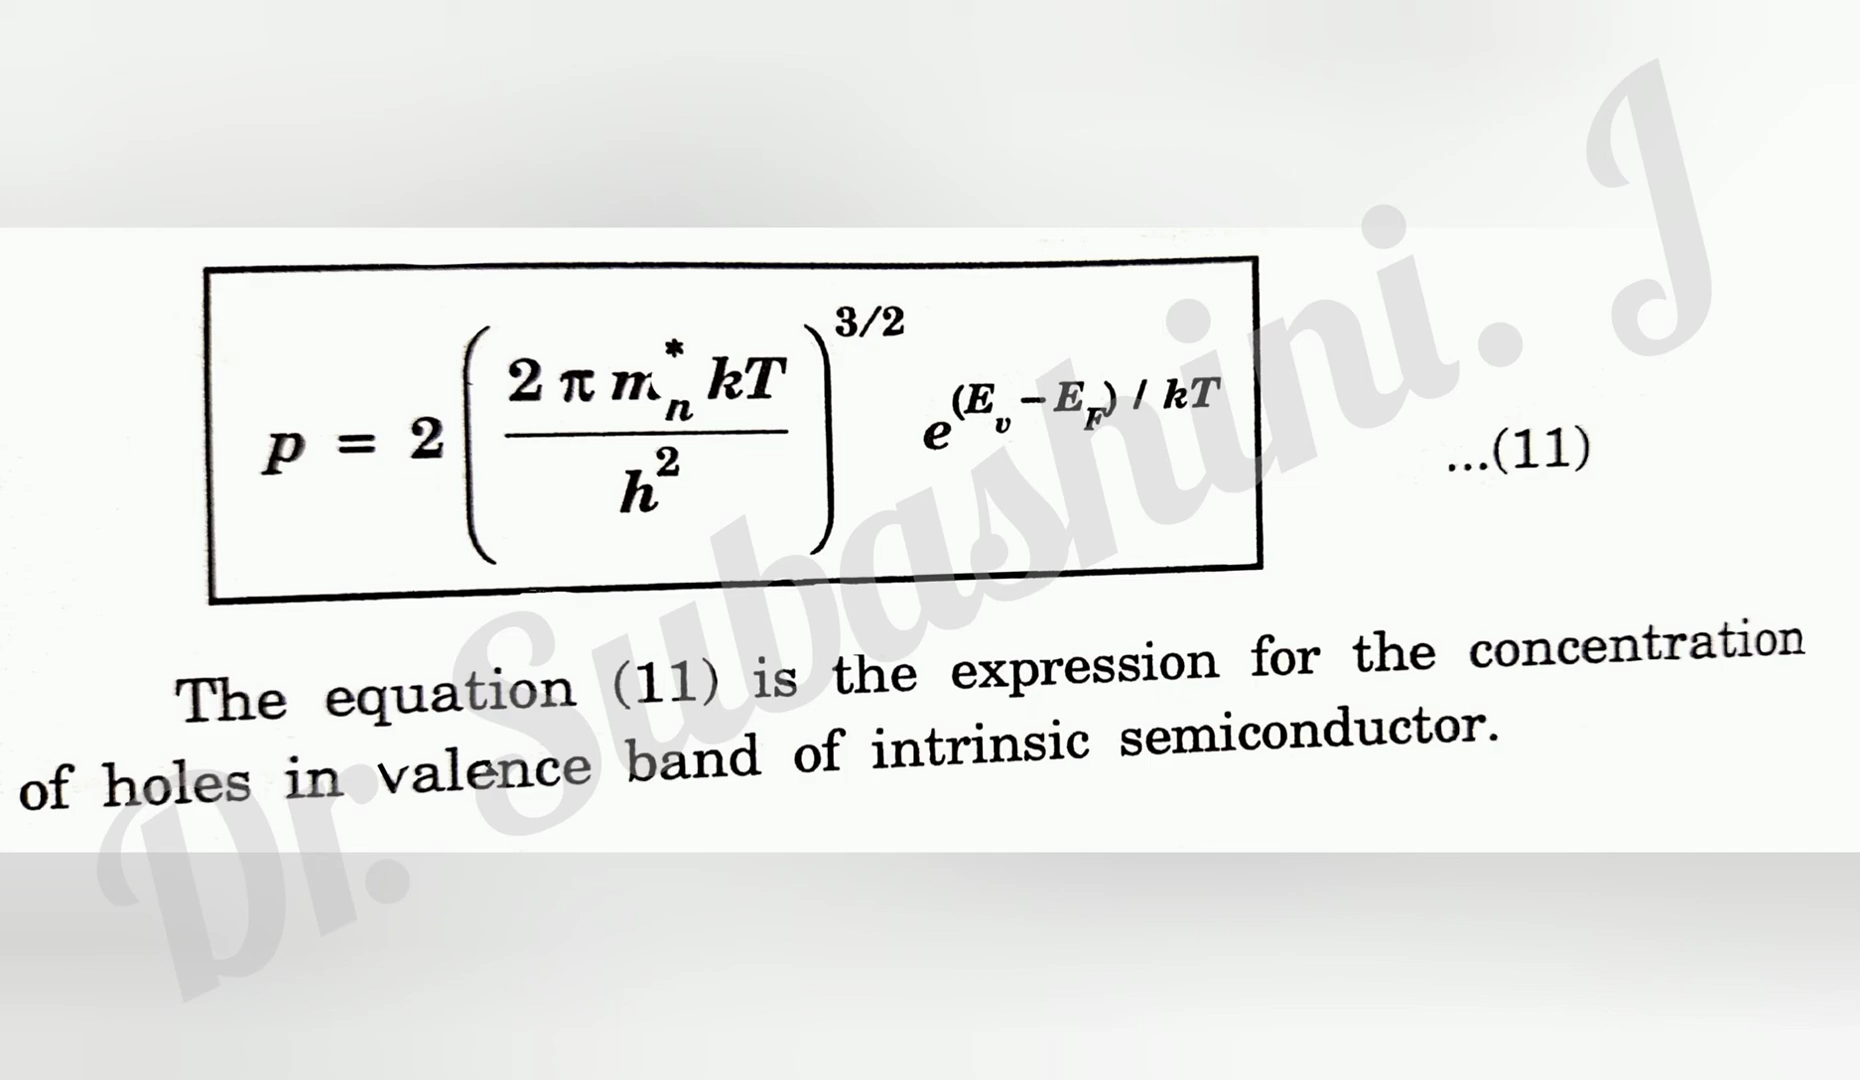 p = 2 ( 2 π m*n kT / h² )^3/2 e^(Ev − EF) / kT ...(11)
The equation (11) is the expression for the concentration
of holes in valence band of intrinsic semiconductor.
Dr. Subashini. J